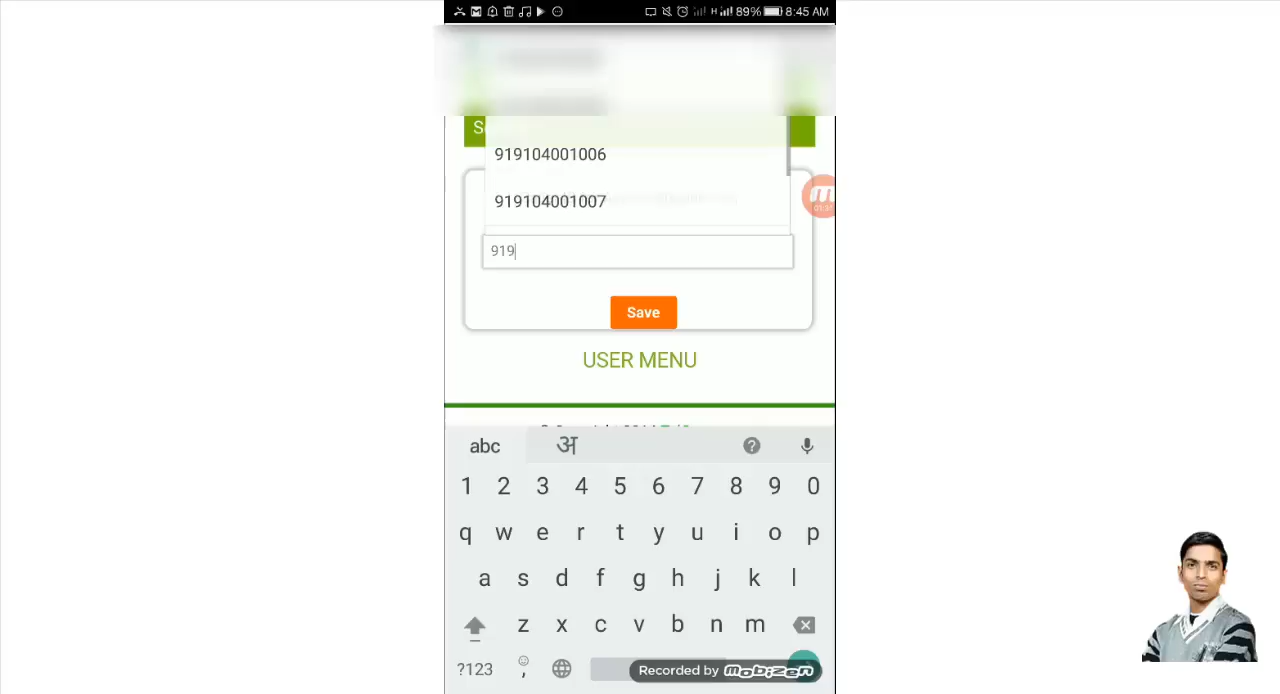 89% 8:45 AM
S
919104001006
919104001007
919
Save
USER MENU
abc अ
1 2 3 4 5 6 7 8 9 0
q w e r t y u i o p
a s d f g h j k l
z x c v b n m
?123 ,
Recorded by mobizen